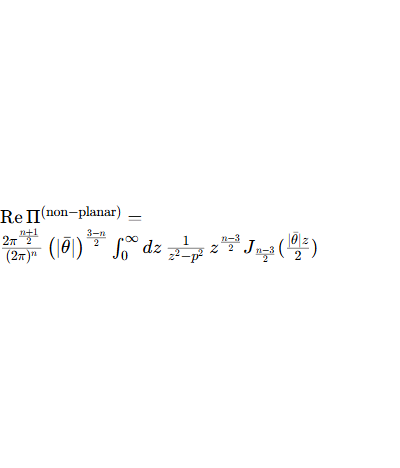 Re Π^{(non−planar)} =
\frac{2π^{\frac{n+1}{2}}}{(2π)^n} (|\bar{θ}|)^{\frac{3−n}{2}} ∫_0^∞ dz \frac{1}{z^2−p^2} z^{\frac{n−3}{2}} J_{\frac{n−3}{2}}(\frac{|\bar{θ}|z}{2})